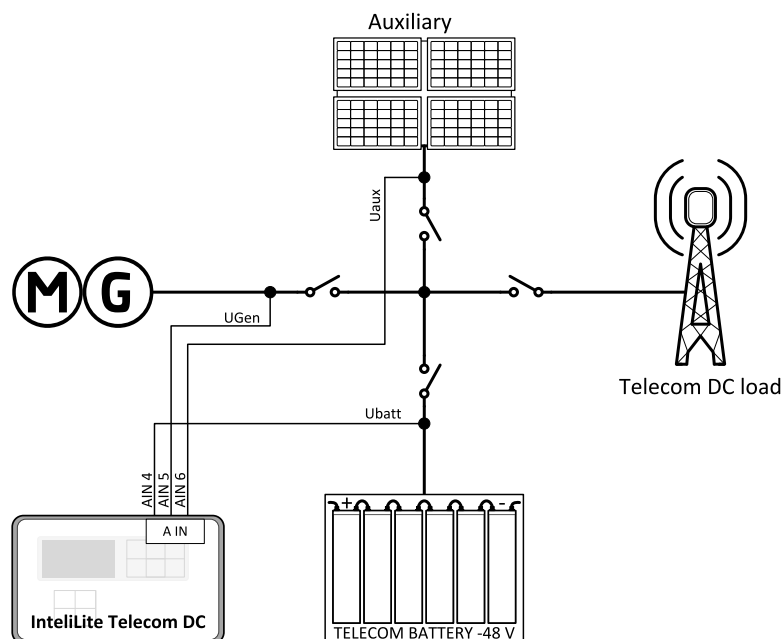 Auxiliary
Uaux
M G
UGen
Telecom DC load
Ubatt
AIN 4
AIN 5
AIN 6
A IN
+ -
InteliLite Telecom DC
TELECOM BATTERY -48 V